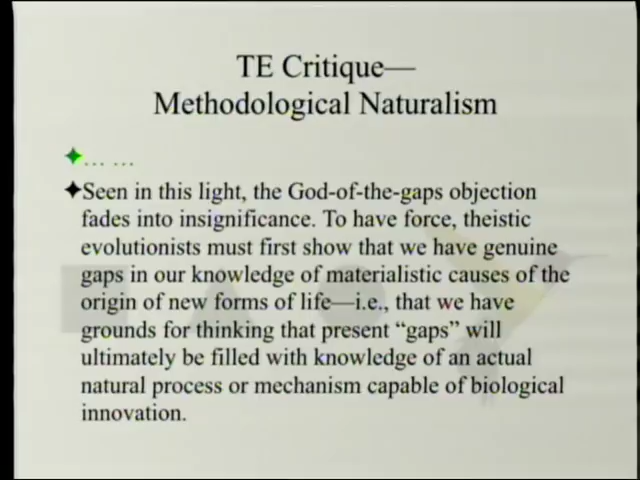 TE Critique—
Methodological Naturalism
… …
Seen in this light, the God-of-the-gaps objection
fades into insignificance. To have force, theistic
evolutionists must first show that we have genuine
gaps in our knowledge of materialistic causes of the
origin of new forms of life—i.e., that we have
grounds for thinking that present “gaps” will
ultimately be filled with knowledge of an actual
natural process or mechanism capable of biological
innovation.